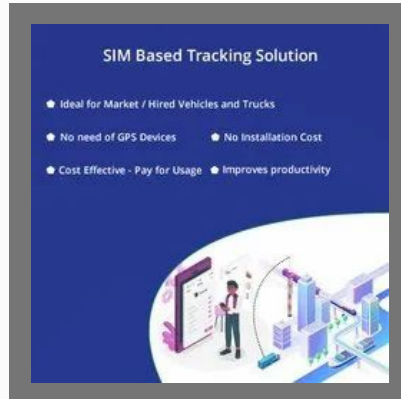 SIM Based Tracking Solution
Ideal for Market / Hired Vehicles and Trucks
No need of GPS Devices
No Installation Cost
Cost Effective - Pay for Usage
Improves productivity